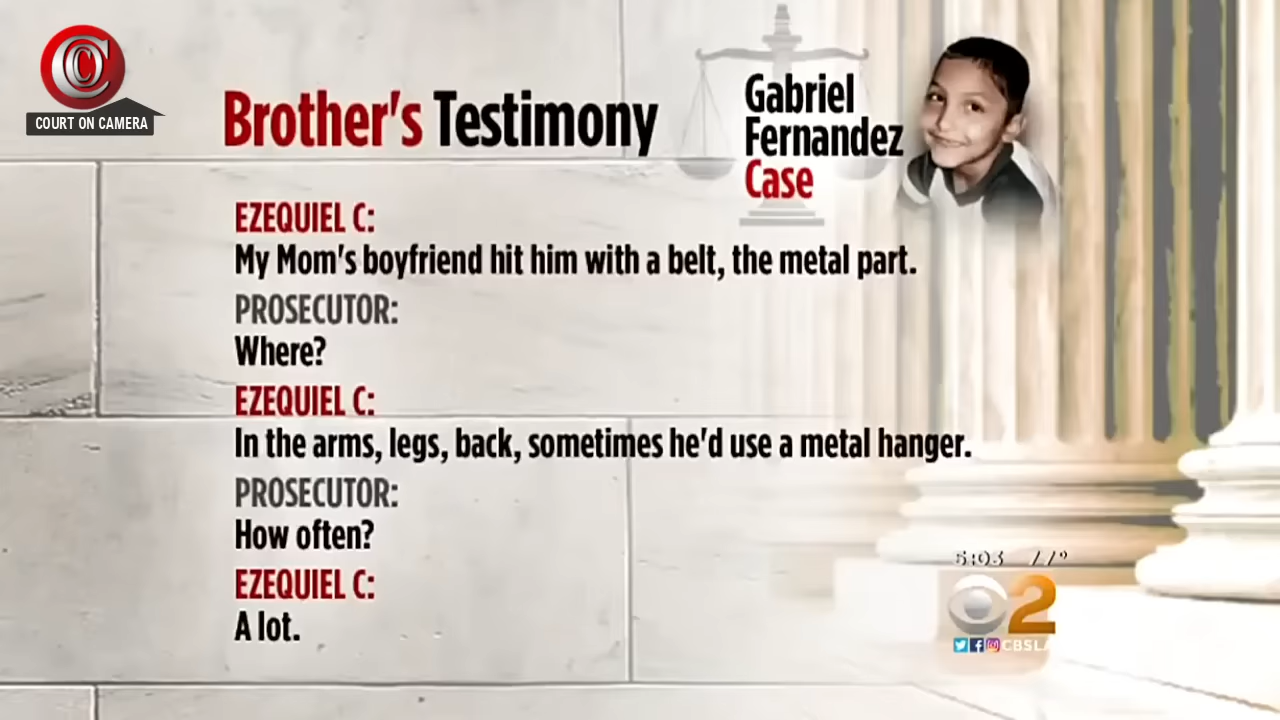 COURT ON CAMERA
Brother's Testimony
Gabriel
Fernandez
Case
EZEQUIEL C:
My Mom's boyfriend hit him with a belt, the metal part.
PROSECUTOR:
Where?
EZEQUIEL C:
In the arms, legs, back, sometimes he'd use a metal hanger.
PROSECUTOR:
How often?
EZEQUIEL C:
A lot.
5:03 77°
2
CBSLA